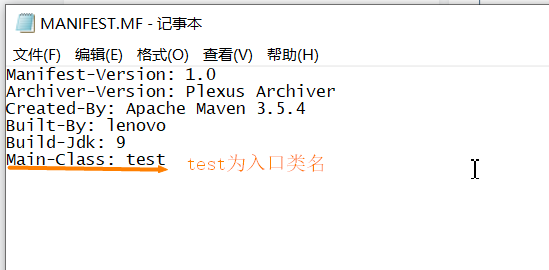 MANIFEST.MF - 记事本
文件(F) 编辑(E) 格式(O) 查看(V) 帮助(H)
Manifest-Version: 1.0
Archiver-Version: Plexus Archiver
Created-By: Apache Maven 3.5.4
Built-By: lenovo
Build-Jdk: 9
Main-Class: test test为入口类名